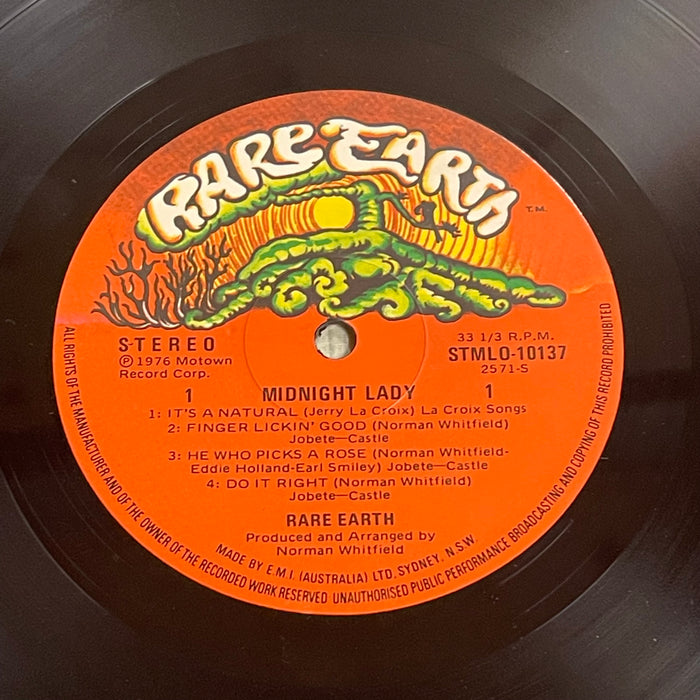 RARE EARTH
T.M.
STEREO
℗ 1976 Motown
Record Corp.
33 1/3 R.P.M.
STMLO-10137
2571-S
1 MIDNIGHT LADY 1
1: IT'S A NATURAL (Jerry La Croix) La Croix Songs
2: FINGER LICKIN' GOOD (Norman Whitfield)
Jobete—Castle
3: HE WHO PICKS A ROSE (Norman Whitfield-
Eddie Holland-Earl Smiley) Jobete—Castle
4: DO IT RIGHT (Norman Whitfield)
Jobete—Castle
RARE EARTH
Produced and Arranged by
Norman Whitfield
MADE BY E.M.I. (AUSTRALIA) LTD. SYDNEY, N.S.W.
ALL RIGHTS OF THE MANUFACTURER AND OF THE OWNER OF THE RECORDED WORK RESERVED UNAUTHORISED PUBLIC PERFORMANCE BROADCASTING AND COPYING OF THIS RECORD PROHIBITED